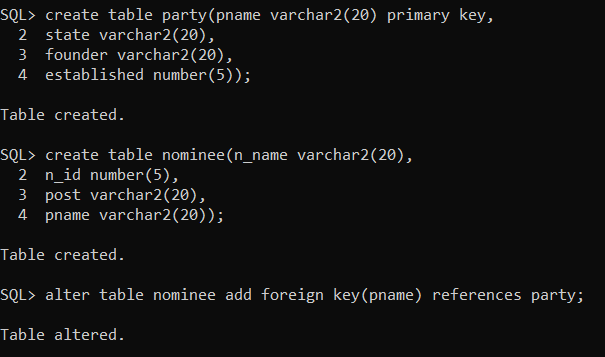 SQL> create table party(pname varchar2(20) primary key,
2 state varchar2(20),
3 founder varchar2(20),
4 established number(5));
Table created.
SQL> create table nominee(n_name varchar2(20),
2 n_id number(5),
3 post varchar2(20),
4 pname varchar2(20));
Table created.
SQL> alter table nominee add foreign key(pname) references party;
Table altered.